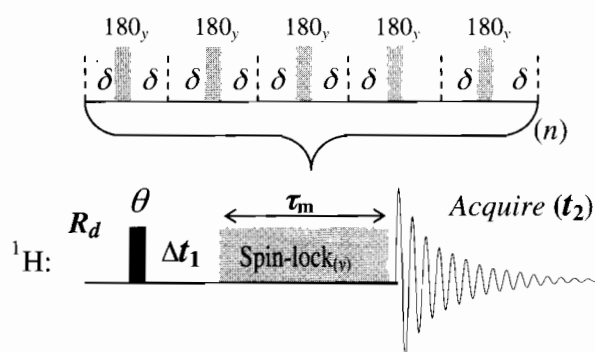 180y 180y 180y 180y 180y
δ δ δ δ δ δ δ δ δ δ
(n)
θ τm Acquire (t2)
Rd
1H: Δt1 Spin-lock(y)